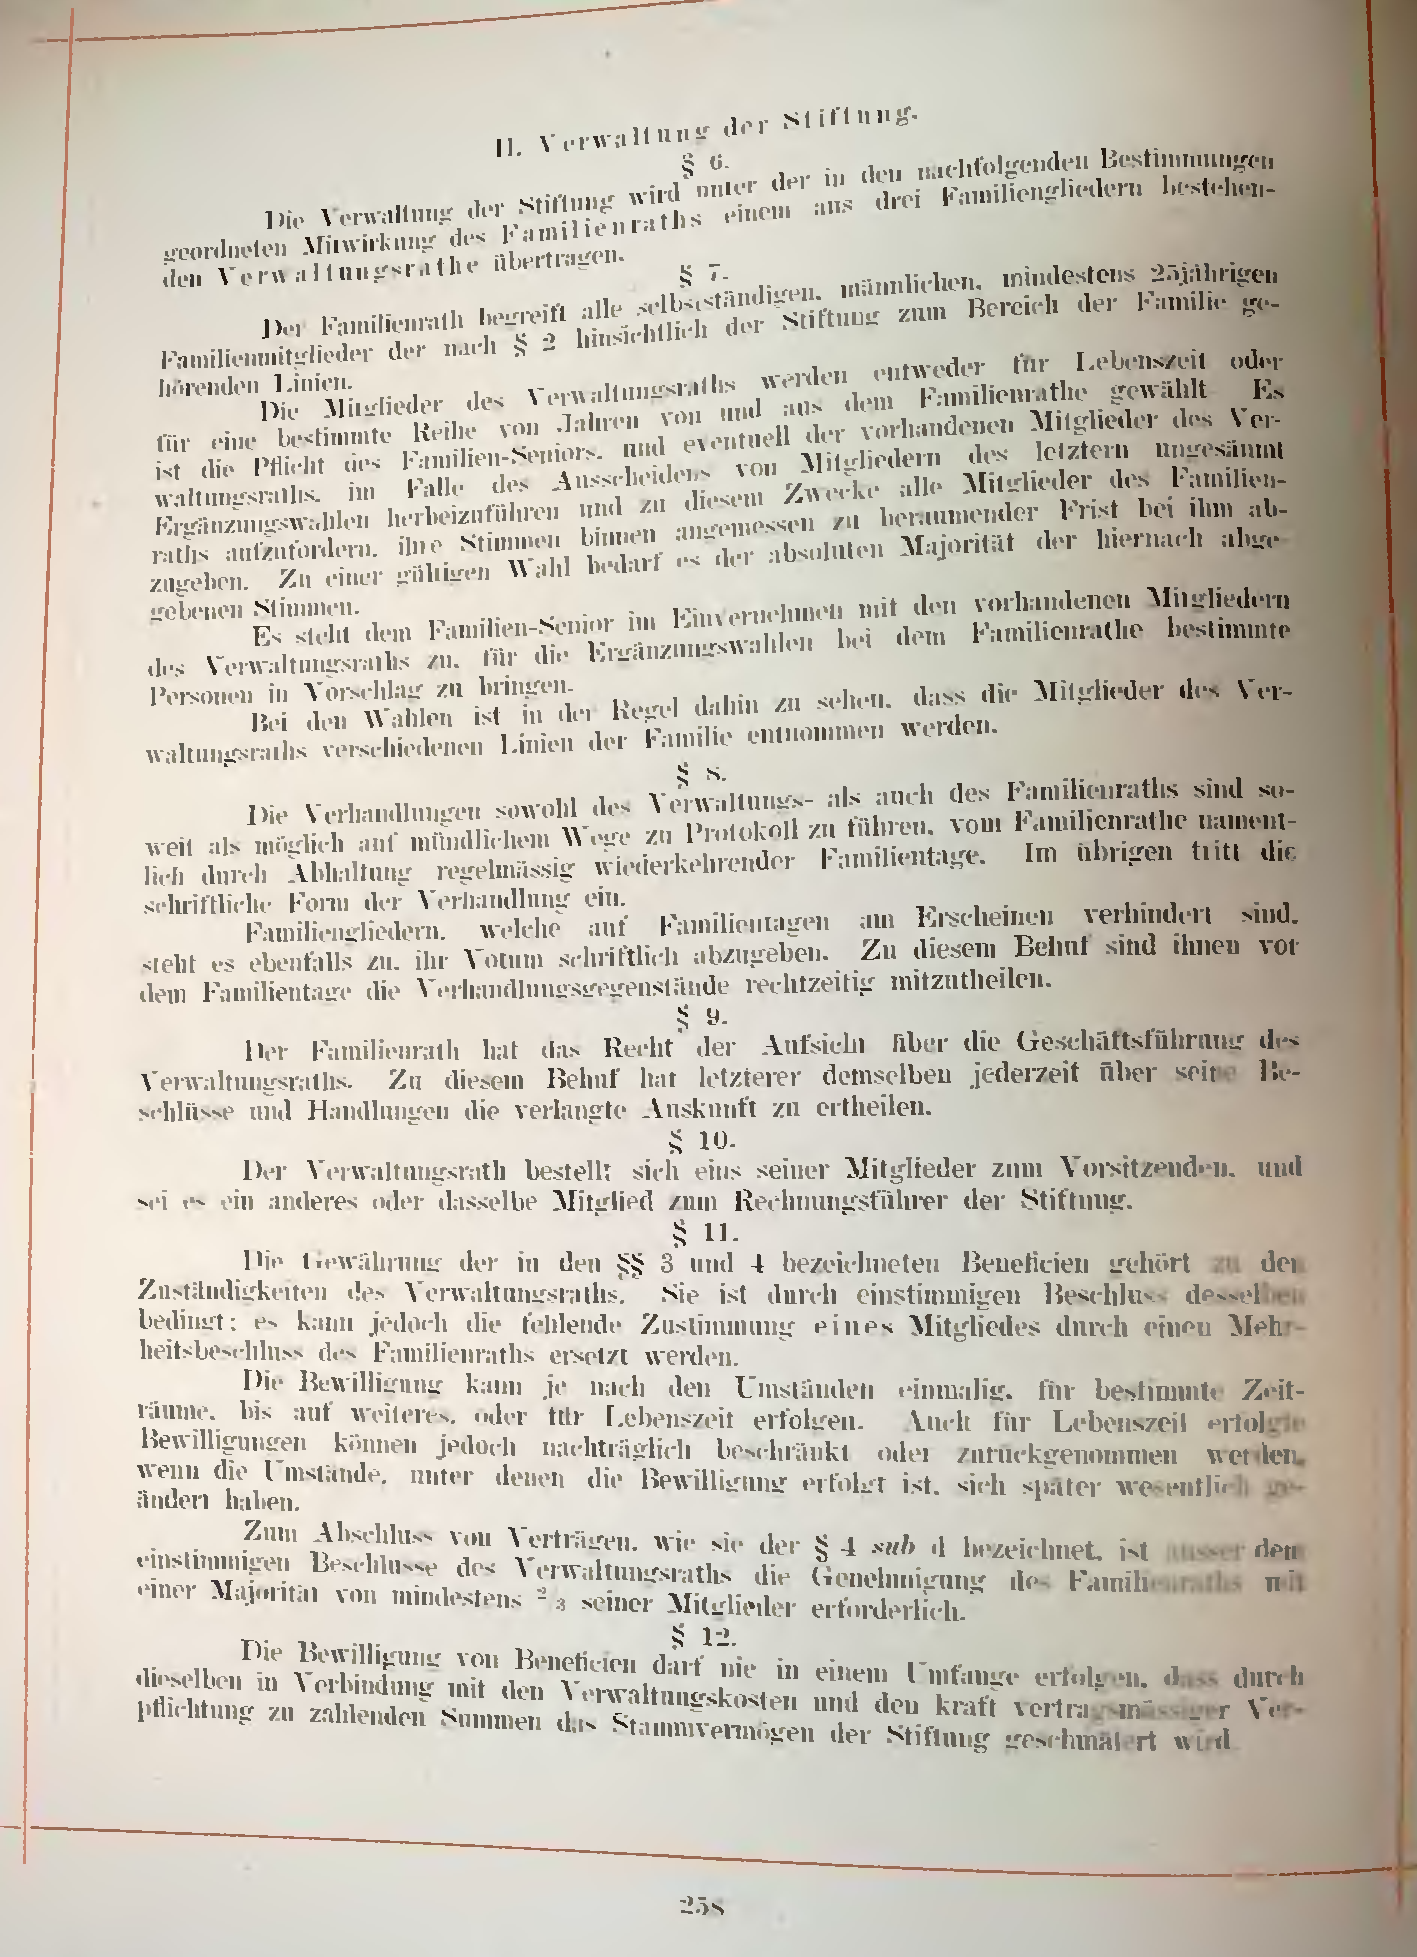 II. Verwaltung der Stiftung.
§ 6.
Die Verwaltung der Stiftung wird unter der in den nachfolgenden Bestimmungen
geordneten Mitwirkung des Familienraths einem aus drei Familiengliedern bestehen-
den Verwaltungsrathe übertragen.
§ 7.
Der Familienrath begreift alle selbstständigen, männlichen, mindestens 25jährigen
Familienmitglieder der nach § 2 hinsichtlich der Stiftung zum Bereich der Familie ge-
hörenden Linien.
Die Mitglieder des Verwaltungsraths werden entweder für Lebenszeit oder
für eine bestimmte Reihe von Jahren von und aus dem Familienrathe gewählt Es
ist die Pflicht des Familien-Seniors, und eventuell der vorhandenen Mitglieder des Ver-
waltungsraths, im Falle des Ausscheidens von Mitgliedern des letztern ungesäumt
Ergänzungswahlen herbeizuführen und zu diesem Zwecke alle Mitglieder des Familien-
raths aufzufordern, ihre Stimmen binnen angemessen zu beraumender Frist bei ihm ab-
zugeben. Zu einer gültigen Wahl bedarf es der absoluten Majorität der hiernach abge-
gebenen Stimmen.
Es steht dem Familien-Senior im Einvernehmen mit den vorhandenen Mitgliedern
des Verwaltungsraths zu, für die Ergänzungswahlen bei dem Familienrathe bestimmte
Personen in Vorschlag zu bringen.
Bei den Wahlen ist in der Regel dahin zu sehen, dass die Mitglieder des Ver-
waltungsraths verschiedenen Linien der Familie entnommen werden.
§ 8.
Die Verhandlungen sowohl des Verwaltungs- als auch des Familienraths sind so-
weit als möglich auf mündlichem Wege zu Protokoll zu führen, vom Familienrathe nament-
lich durch Abhaltung regelmässig wiederkehrender Familientage. Im übrigen tritt die
schriftliche Form der Verhandlung ein.
Familiengliedern, welche auf Familientagen am Erscheinen verhindert sind,
steht es ebenfalls zu, ihr Votum schriftlich abzugeben. Zu diesem Behuf sind ihnen vor
dem Familientage die Verhandlungsgegenstände rechtzeitig mitzutheilen.
§ 9.
Der Familienrath hat das Recht der Aufsicht über die Geschäftsführung des
Verwaltungsraths. Zu diesem Behuf hat letzterer demselben jederzeit über seine Be-
schlüsse und Handlungen die verlangte Auskunft zu ertheilen.
§ 10.
Der Verwaltungsrath bestellt sich eins seiner Mitglieder zum Vorsitzenden, und
sei es ein anderes oder dasselbe Mitglied zum Rechnungsführer der Stiftung.
§ 11.
Die Gewährung der in den §§ 3 und 4 bezeichneten Beneficien gehört zu den
Zuständigkeiten des Verwaltungsraths. Sie ist durch einstimmigen Beschluss desselben
bedingt; es kann jedoch die fehlende Zustimmung eines Mitgliedes durch einen Mehr-
heitsbeschluss des Familienraths ersetzt werden.
Die Bewilligung kann je nach den Umständen einmalig, für bestimmte Zeit-
räume, bis auf weiteres, oder für Lebenszeit erfolgen. Auch für Lebenszeit erfolgte
Bewilligungen können jedoch nachträglich beschränkt oder zurückgenommen werden,
wenn die Umstände, unter denen die Bewilligung erfolgt ist, sich später wesentlich ge-
ändert haben.
Zum Abschluss von Verträgen, wie sie der § 4 sub d bezeichnet, ist ausser dem
einstimmigen Beschlusse des Verwaltungsraths die Genehmigung des Familienraths mit
einer Majorität von mindestens 2/3 seiner Mitglieder erforderlich.
§ 12.
Die Bewilligung von Beneficien darf nie in einem Umfange erfolgen, dass durch
dieselben in Verbindung mit den Verwaltungskosten und den kraft vertragsmässiger Ver-
pflichtung zu zahlenden Summen das Stammvermögen der Stiftung geschmälert wird.
258